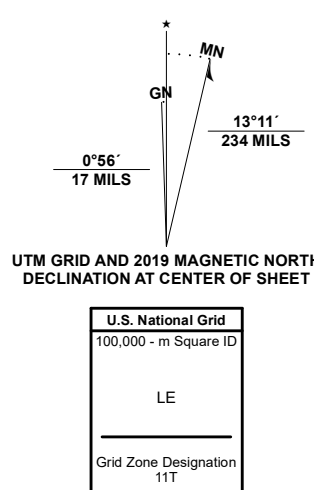 ★
MN
GN
13°11´
234 MILS
0°56´
17 MILS
UTM GRID AND 2019 MAGNETIC NORTH
DECLINATION AT CENTER OF SHEET
U.S. National Grid
100,000 - m Square ID
LE
Grid Zone Designation
11T